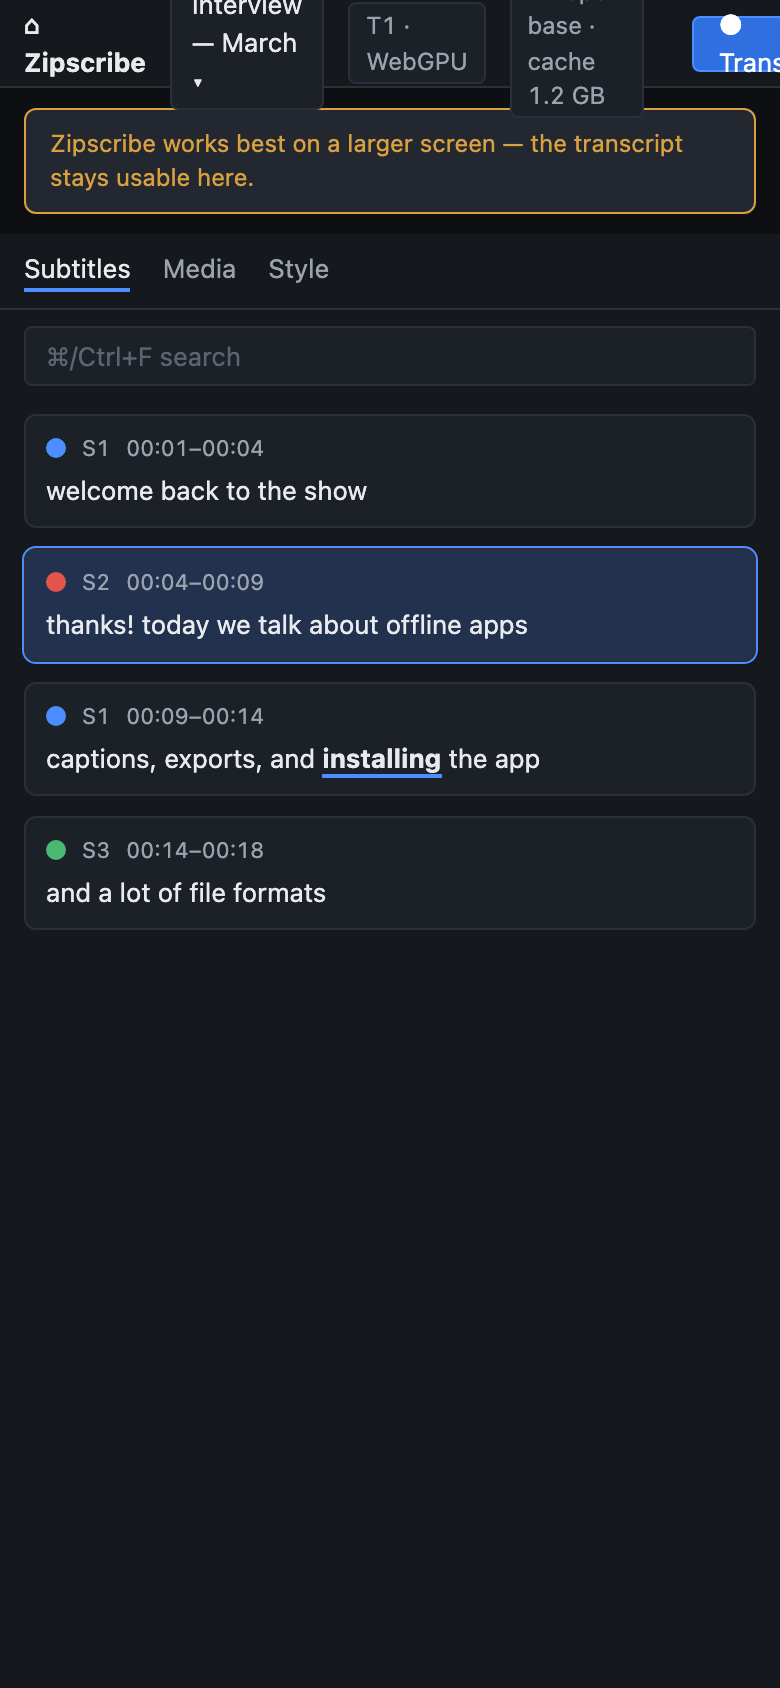 ⌂
Zipscribe
Interview
— March
▾
T1 ·
WebGPU
base ·
cache
1.2 GB
Zipscribe works best on a larger screen — the transcript
stays usable here.
Subtitles Media Style
⌘/Ctrl+F search
S1 00:01–00:04
welcome back to the show
S2 00:04–00:09
thanks! today we talk about offline apps
S1 00:09–00:14
captions, exports, and installing the app
S3 00:14–00:18
and a lot of file formats